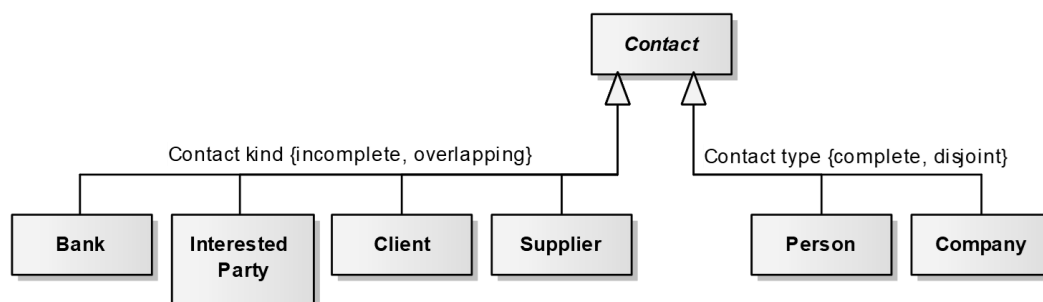 Contact
Contact kind {incomplete, overlapping}
Contact type {complete, disjoint}
Bank
Interested
Party
Client
Supplier
Person
Company